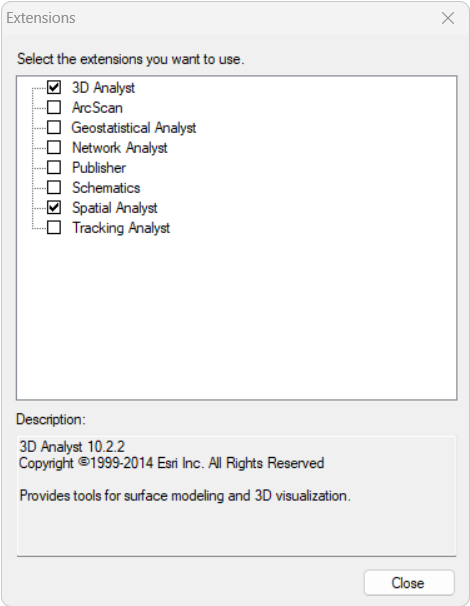 Extensions
Select the extensions you want to use.
3D Analyst
ArcScan
Geostatistical Analyst
Network Analyst
Publisher
Schematics
Spatial Analyst
Tracking Analyst
Description:
3D Analyst 10.2.2
Copyright ©1999-2014 Esri Inc. All Rights Reserved
Provides tools for surface modeling and 3D visualization.
Close